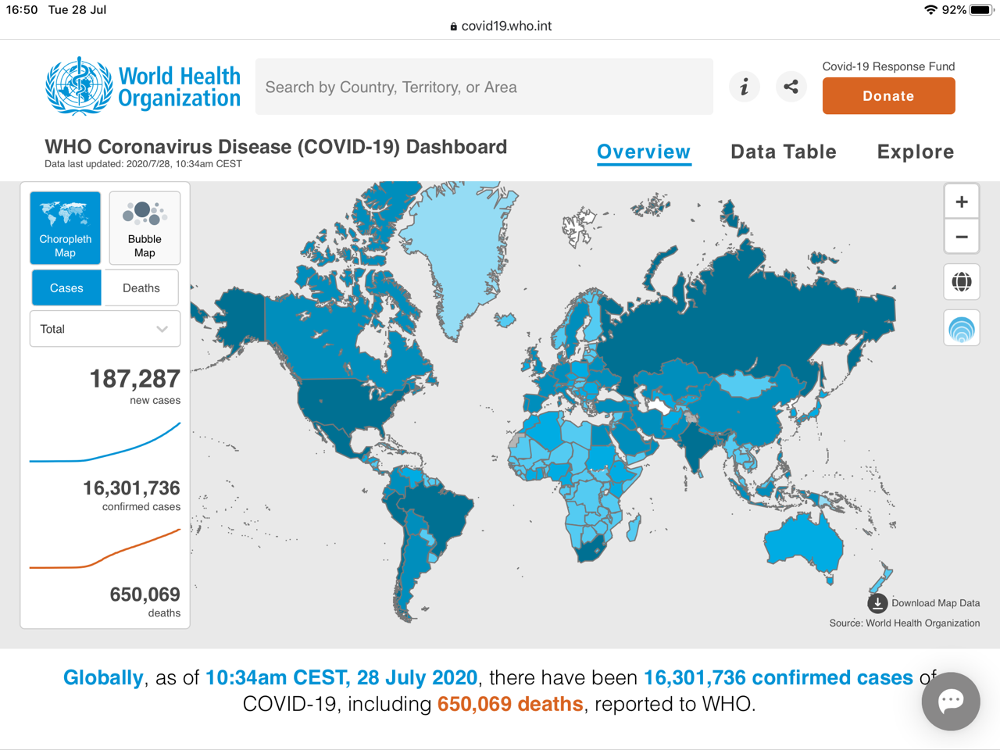 16:50 Tue 28 Jul
92%
covid19.who.int
World Health
Organization
Search by Country, Territory, or Area
i
Covid-19 Response Fund
Donate
WHO Coronavirus Disease (COVID-19) Dashboard
Data last updated: 2020/7/28, 10:34am CEST
Overview Data Table Explore
Choropleth
Map
Bubble
Map
Cases Deaths
Total
187,287
new cases
16,301,736
confirmed cases
650,069
deaths
+
−
Download Map Data
Source: World Health Organization
Globally, as of 10:34am CEST, 28 July 2020, there have been 16,301,736 confirmed cases of
COVID-19, including 650,069 deaths, reported to WHO.